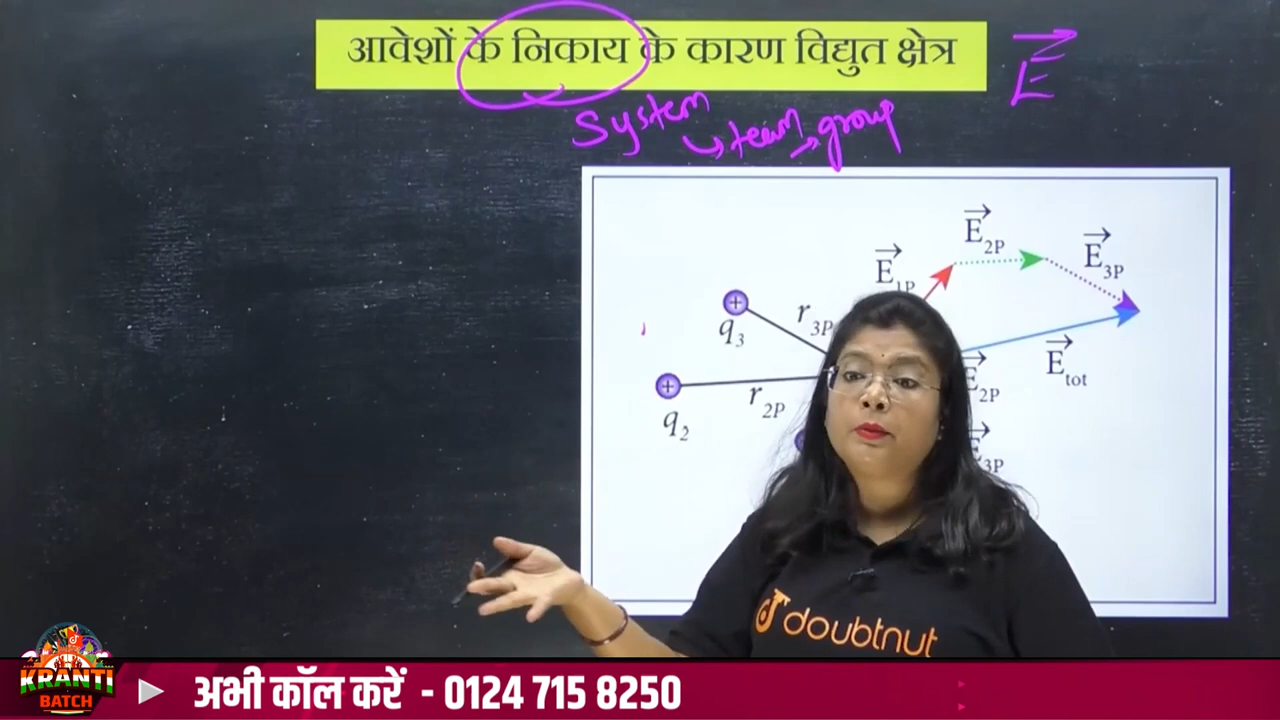 आवेशों के निकाय के कारण विद्युत क्षेत्र
E
system
team group
E2P
E1P
E3P
q3
r3P
q2
r2P
E2P
Etot
E3P
doubtnut
KRANTI
BATCH
अभी कॉल करें - 0124 715 8250